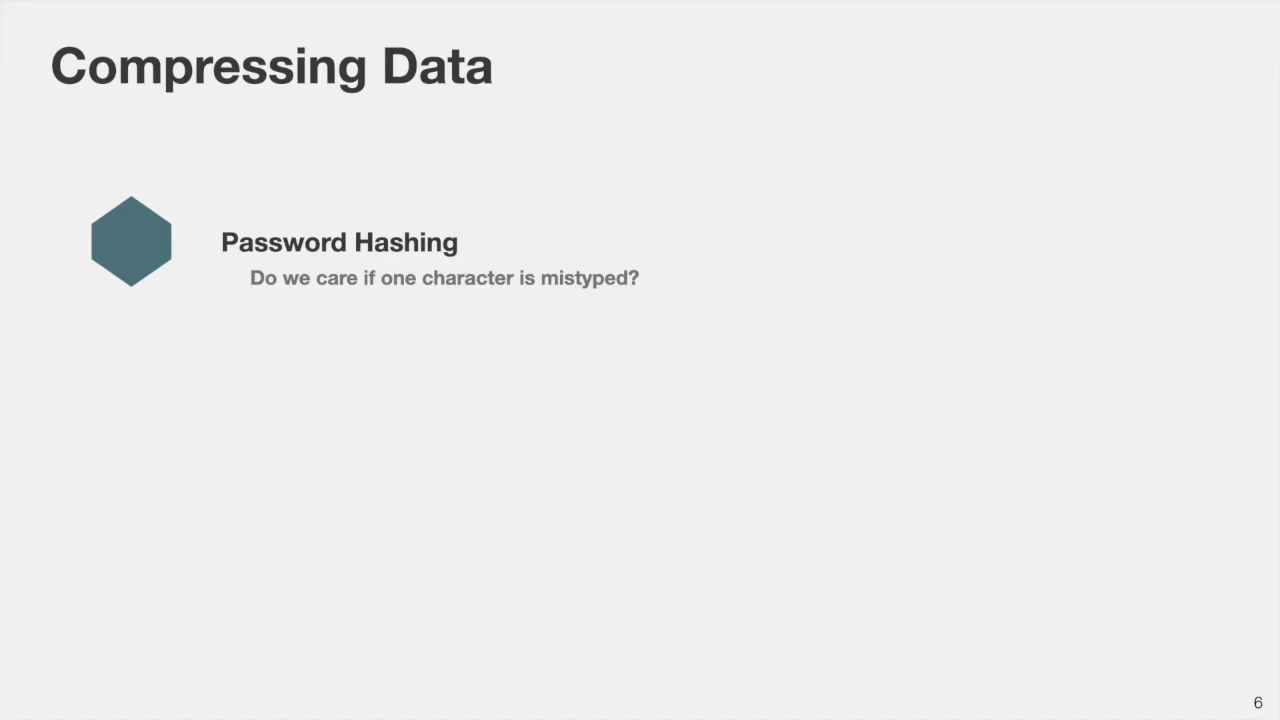 Compressing Data
Password Hashing
Do we care if one character is mistyped?
6